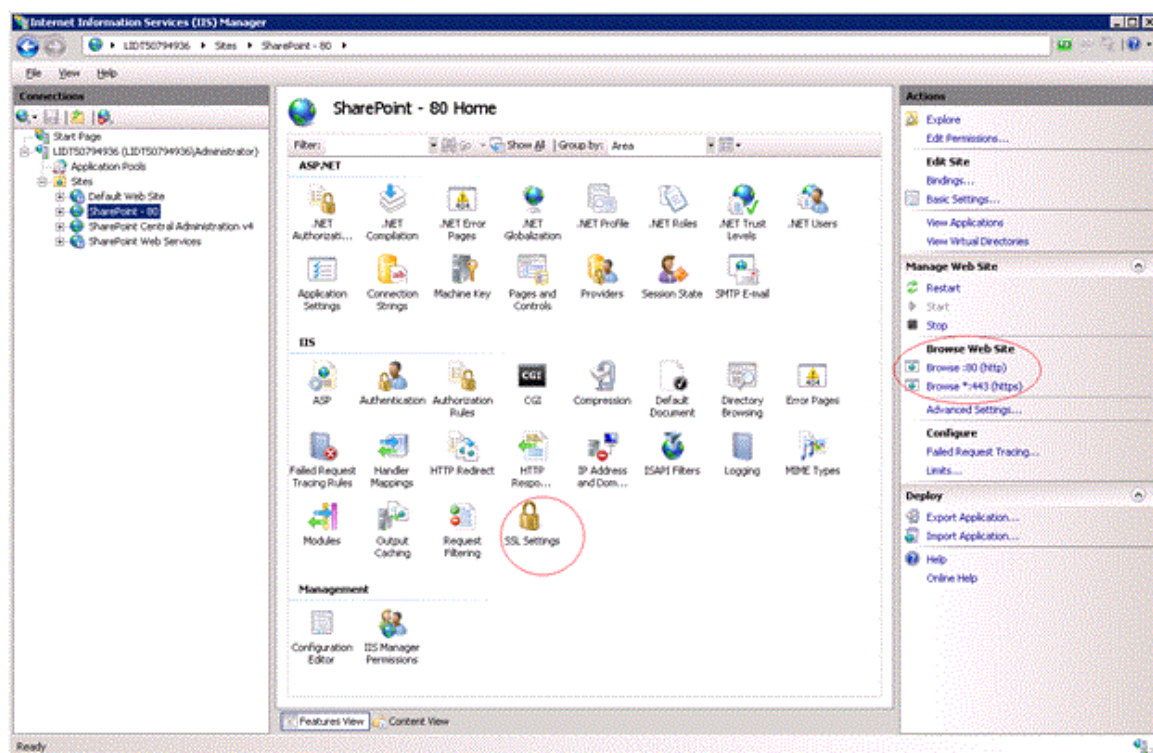 Internet Information Services (IIS) Manager
LIDT50794936 Sites SharePoint - 80
File View Help
Connections
Start Page
LIDT50794936 (LIDT50794936\Administrator)
Application Pools
Sites
Default Web Site
SharePoint - 80
SharePoint Central Administration v4
SharePoint Web Services
SharePoint - 80 Home
Filter: Go Show All Group by: Area
ASP.NET
.NET Authorizati...
.NET Compilation
.NET Error Pages
.NET Globalization
.NET Profile
.NET Roles
.NET Trust Levels
.NET Users
Application Settings
Connection Strings
Machine Key
Pages and Controls
Providers
Session State
SMTP E-mail
IIS
ASP
Authentication
Authorization Rules
CGI
CGI
Compression
Default Document
Directory Browsing
404
Error Pages
Failed Request Tracing Rules
Handler Mappings
HTTP Redirect
HTTP Respo...
IP Address and Dom...
ISAPI Filters
Logging
MIME Types
Modules
Output Caching
Request Filtering
SSL Settings
Management
Configuration Editor
IIS Manager Permissions
Features View Content View
Actions
Explore
Edit Permissions...
Edit Site
Bindings...
Basic Settings...
View Applications
View Virtual Directories
Manage Web Site
Restart
Start
Stop
Browse Web Site
Browse :80 (http)
Browse *:443 (https)
Advanced Settings...
Configure
Failed Request Tracing...
Limits...
Deploy
Export Application...
Import Application...
Help
Online Help
Ready